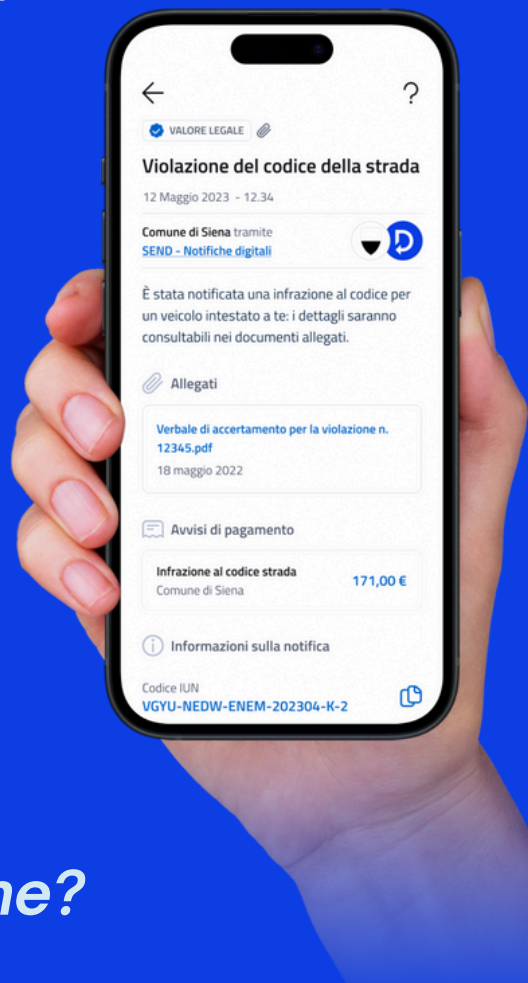 ?
VALORE LEGALE
Violazione del codice della strada
12 Maggio 2023 - 12.34
Comune di Siena tramite
SEND - Notifiche digitali
È stata notificata una infrazione al codice per
un veicolo intestato a te: i dettagli saranno
consultabili nei documenti allegati.
Allegati
Verbale di accertamento per la violazione n.
12345.pdf
18 maggio 2022
Avvisi di pagamento
Infrazione al codice strada
171,00 €
Comune di Siena
Informazioni sulla notifica
Codice IUN
VGYU-NEDW-ENEM-202304-K-2